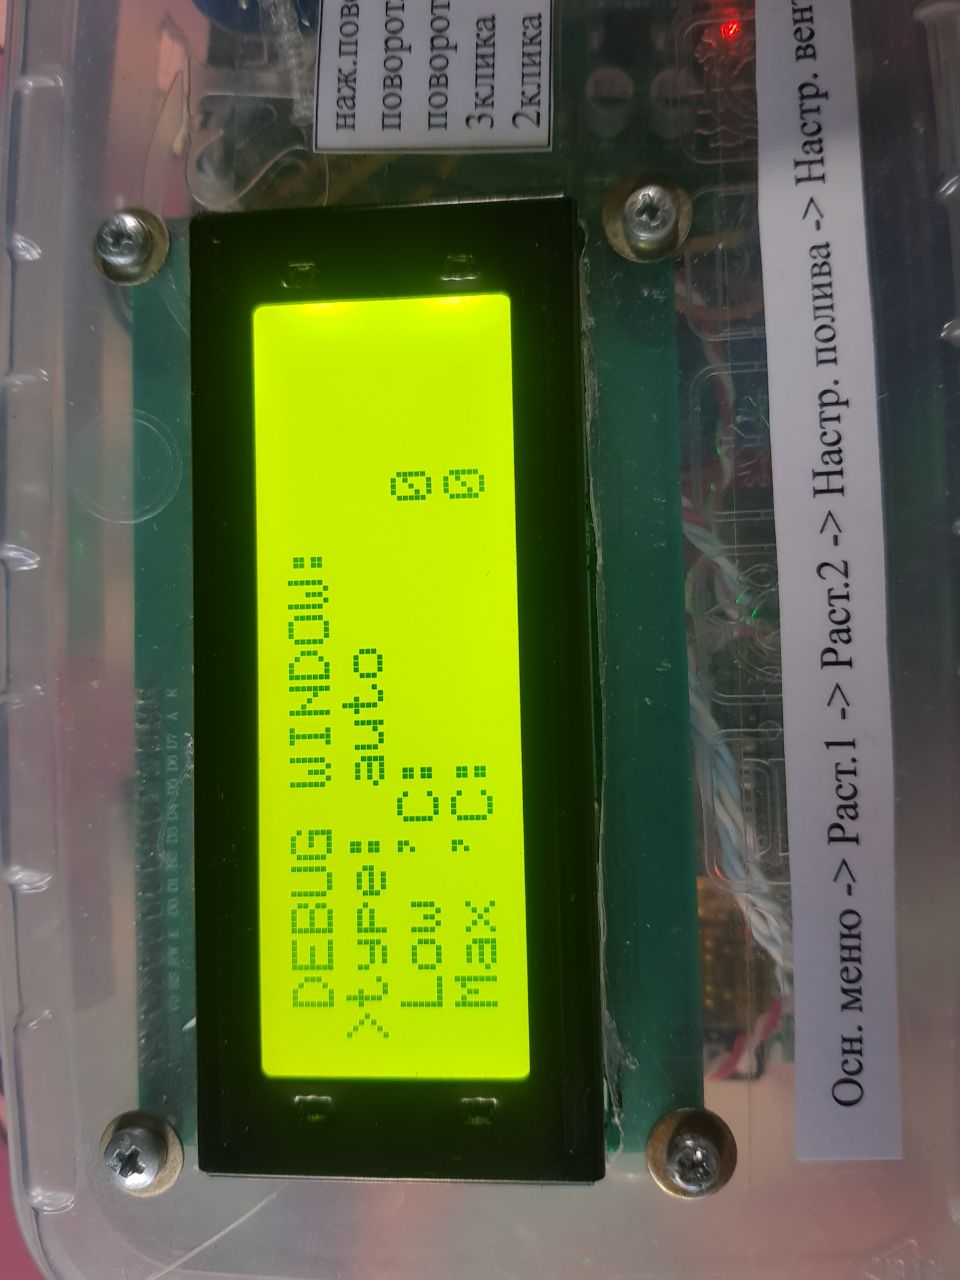 DEBUG WINDOW:
>type: auto
Low ,C: 0
Max ,C: 0
наж.пово
поворот
поворот
3клика
2клика
Осн. меню -> Раст.1 -> Раст.2 -> Настр. полива -> Настр. вент